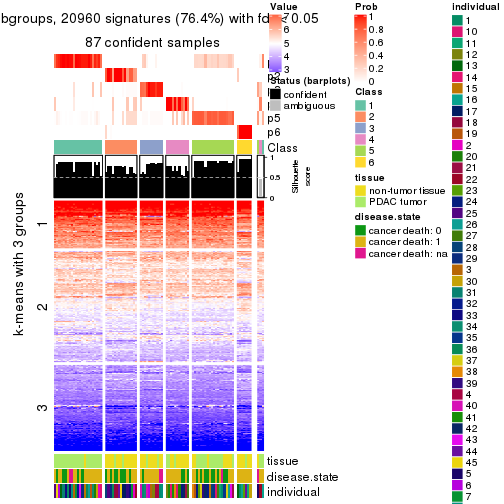 bgroups, 20960 signatures (76.4%) with fd 0.05
87 confident samples
p5
p6
Class
1
0.5
0
Silhouette
score
k-means with 3 groups
1
2
3
tissue
disease.state
individual
Value
6
5
4
3
Status (barplots)
confident
ambiguous
Prob
1
0.8
0.6
0.4
0.2
0
Class
1
2
3
4
5
6
tissue
non-tumor tissue
PDAC tumor
disease.state
cancer death: 0
cancer death: 1
cancer death: na
individual
1
10
11
12
13
14
15
16
17
18
19
2
20
21
22
23
24
25
26
27
28
29
3
30
31
32
33
34
35
36
37
38
39
4
40
41
42
43
44
45
5
6
7